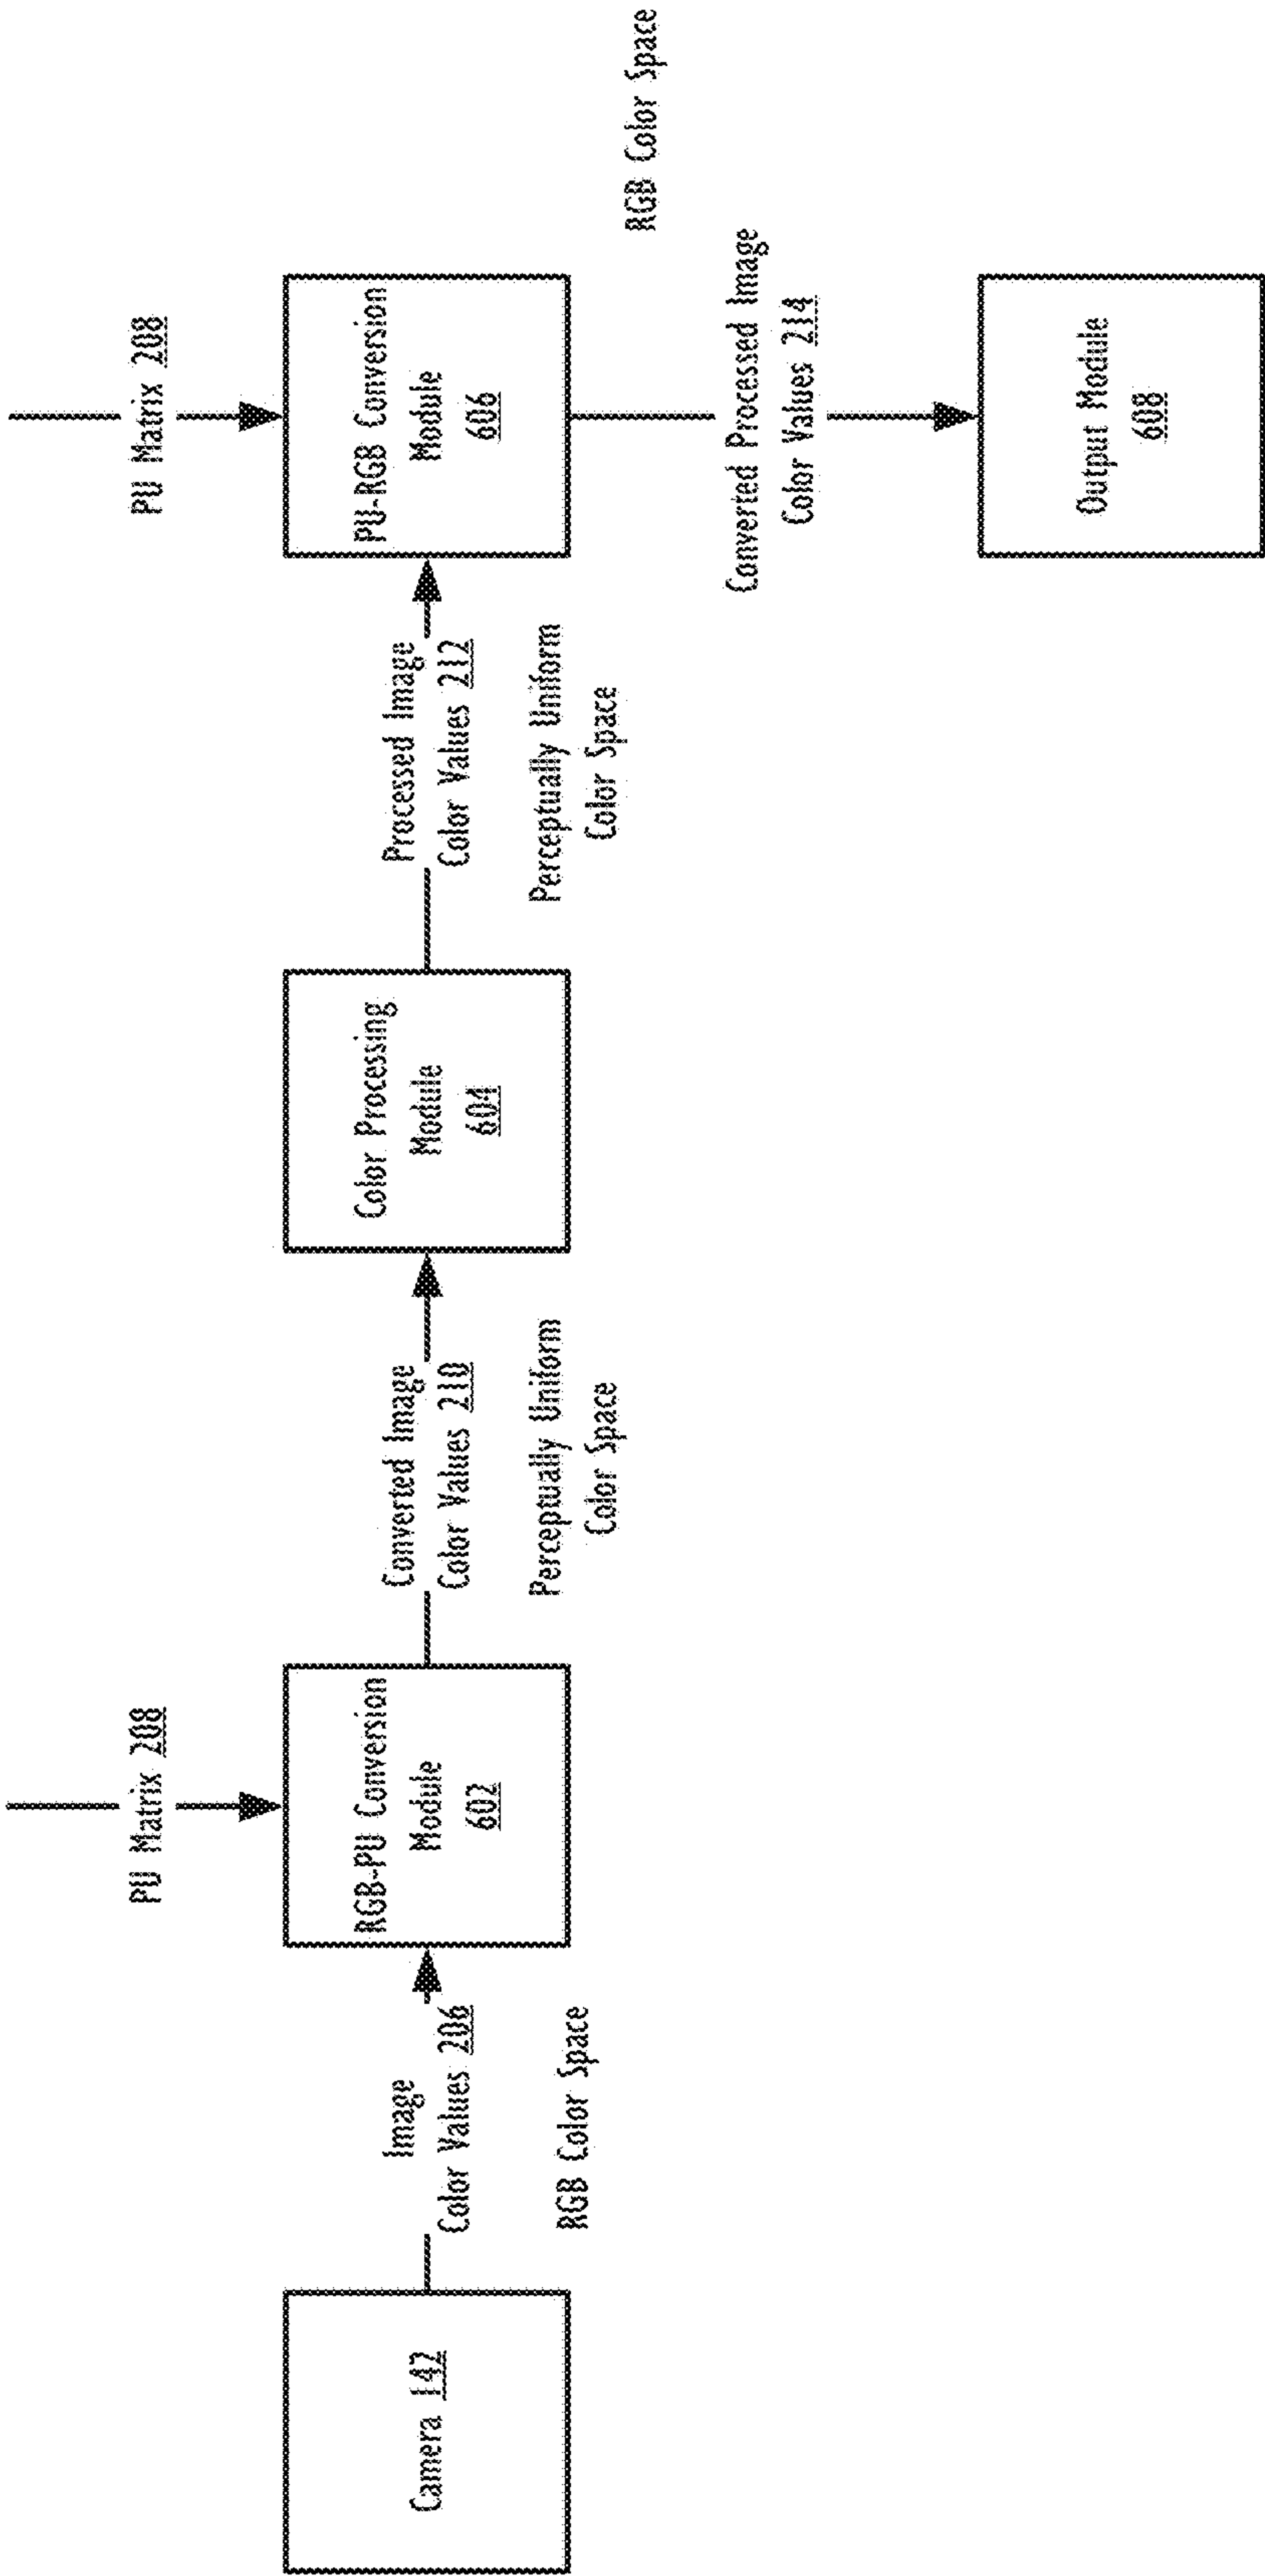 Camera 142
Image
Color Values 206
RGB Color Space
PU Matrix 208
RGB-PU Conversion
Module
602
Converted Image
Color Values 210
Perceptually Uniform
Color Space
Color Processing
Module
604
Processed Image
Color Values 212
Perceptually Uniform
Color Space
PU Matrix 208
PU-RGB Conversion
Module
606
Converted Processed Image
Color Values 214
RGB Color Space
Output Module
608